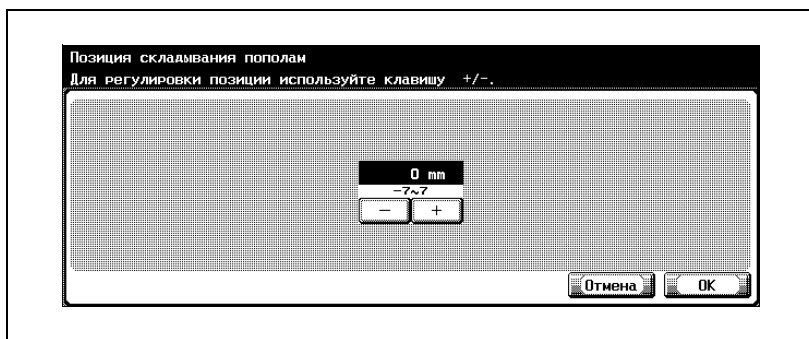 Позиция складывания пополам
Для регулировки позиции используйте клавишу +/-.
0 mm
-7~7
- +
Отмена OK